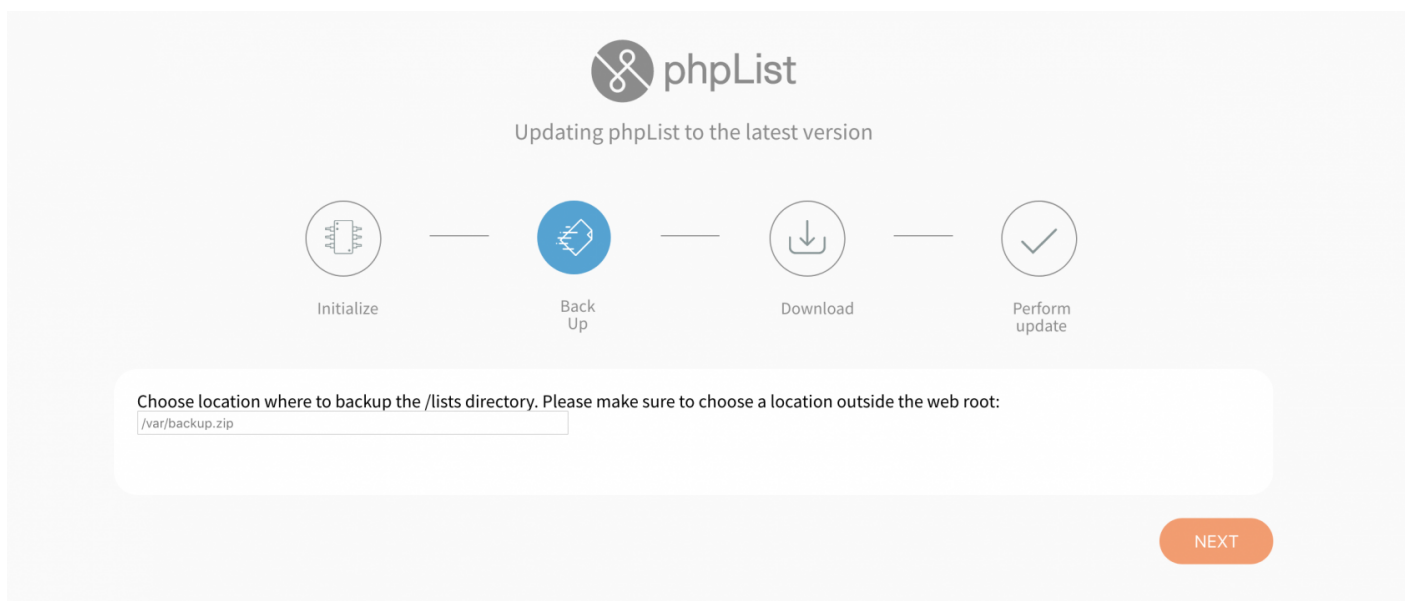 phpList
Updating phpList to the latest version
Initialize
Back
Up
Download
Perform
update
Choose location where to backup the /lists directory. Please make sure to choose a location outside the web root:
/var/backup.zip
NEXT